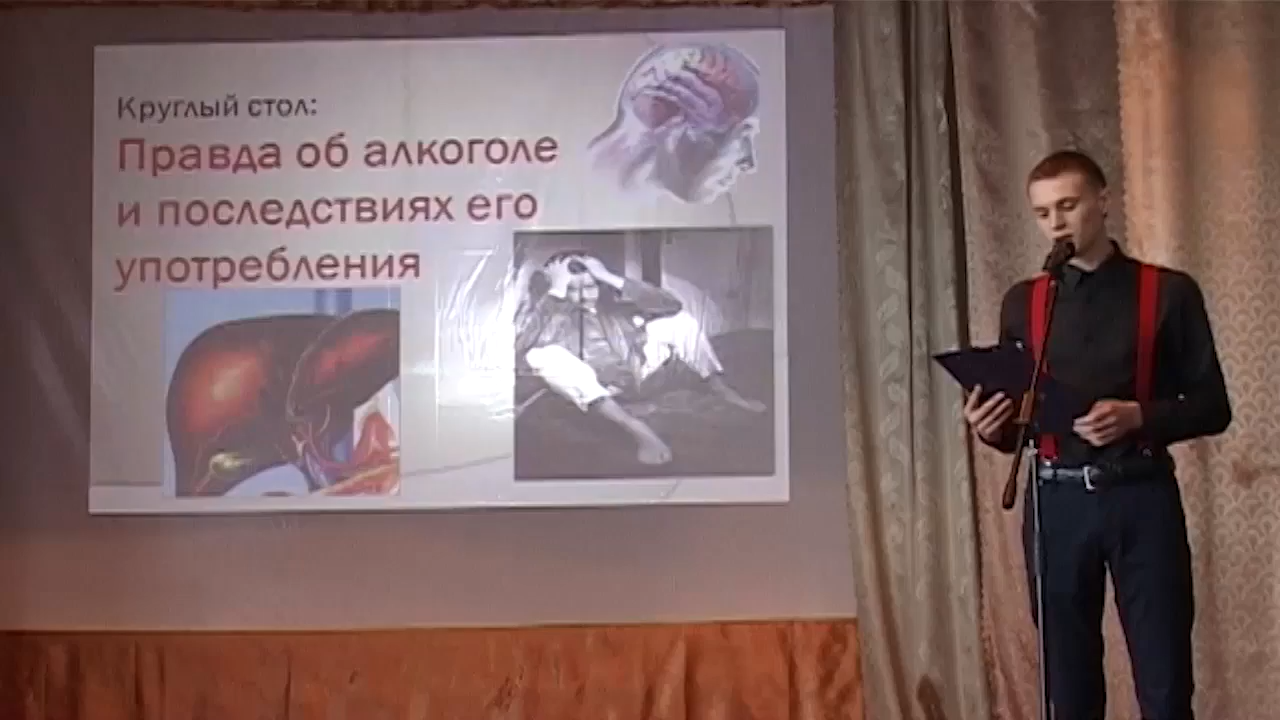 Круглый стол:
Правда об алкоголе
и последствиях его
употребления